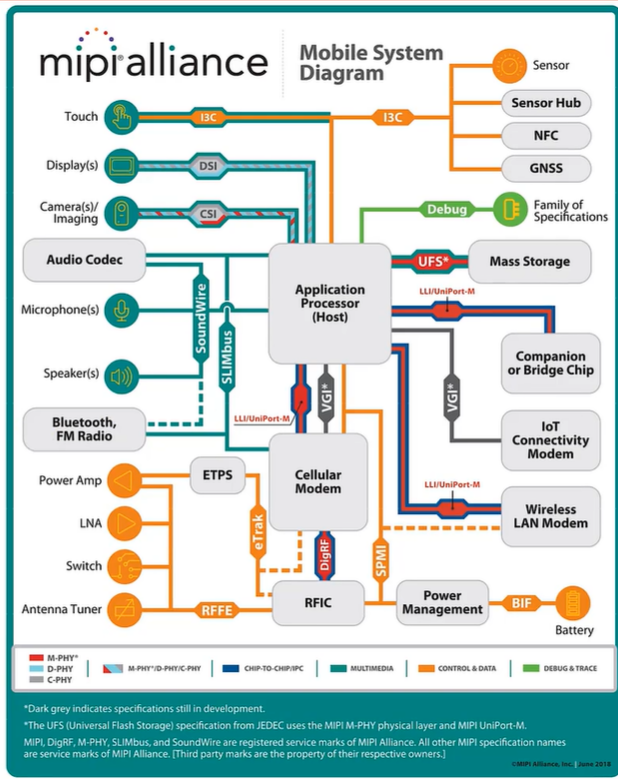 mipi® alliance
Mobile System
Diagram
Touch
I3C
I3C
Sensor
Sensor Hub
NFC
GNSS
Display(s)
DSI
Camera(s)/
Imaging
CSI
Debug
Family of
Specifications
Audio Codec
Application
Processor
(Host)
UFS*
Mass Storage
LLI/UniPort-M
Microphone(s)
SoundWire
SLIMbus
Companion
or Bridge Chip
Speaker(s)
LLI/UniPort-M
VGI*
VGI*
Bluetooth,
FM Radio
IoT
Connectivity
Modem
Power Amp
ETPS
Cellular
Modem
LLI/UniPort-M
Wireless
LAN Modem
LNA
eTrak
DigRF
SPMI
Switch
Antenna Tuner
RFFE
RFIC
Power
Management
BIF
Battery
M-PHY*
D-PHY
C-PHY
M-PHY*/D-PHY/C-PHY
CHIP-TO-CHIP/IPC
MULTIMEDIA
CONTROL & DATA
DEBUG & TRACE
*Dark grey indicates specifications still in development.
*The UFS (Universal Flash Storage) specification from JEDEC uses the MIPI M-PHY physical layer and MIPI UniPort-M.
MIPI, DigRF, M-PHY, SLIMbus, and SoundWire are registered service marks of MIPI Alliance. All other MIPI specification names
are service marks of MIPI Alliance. [Third party marks are the property of their respective owners.]
©MIPI Alliance, Inc. | June 2018